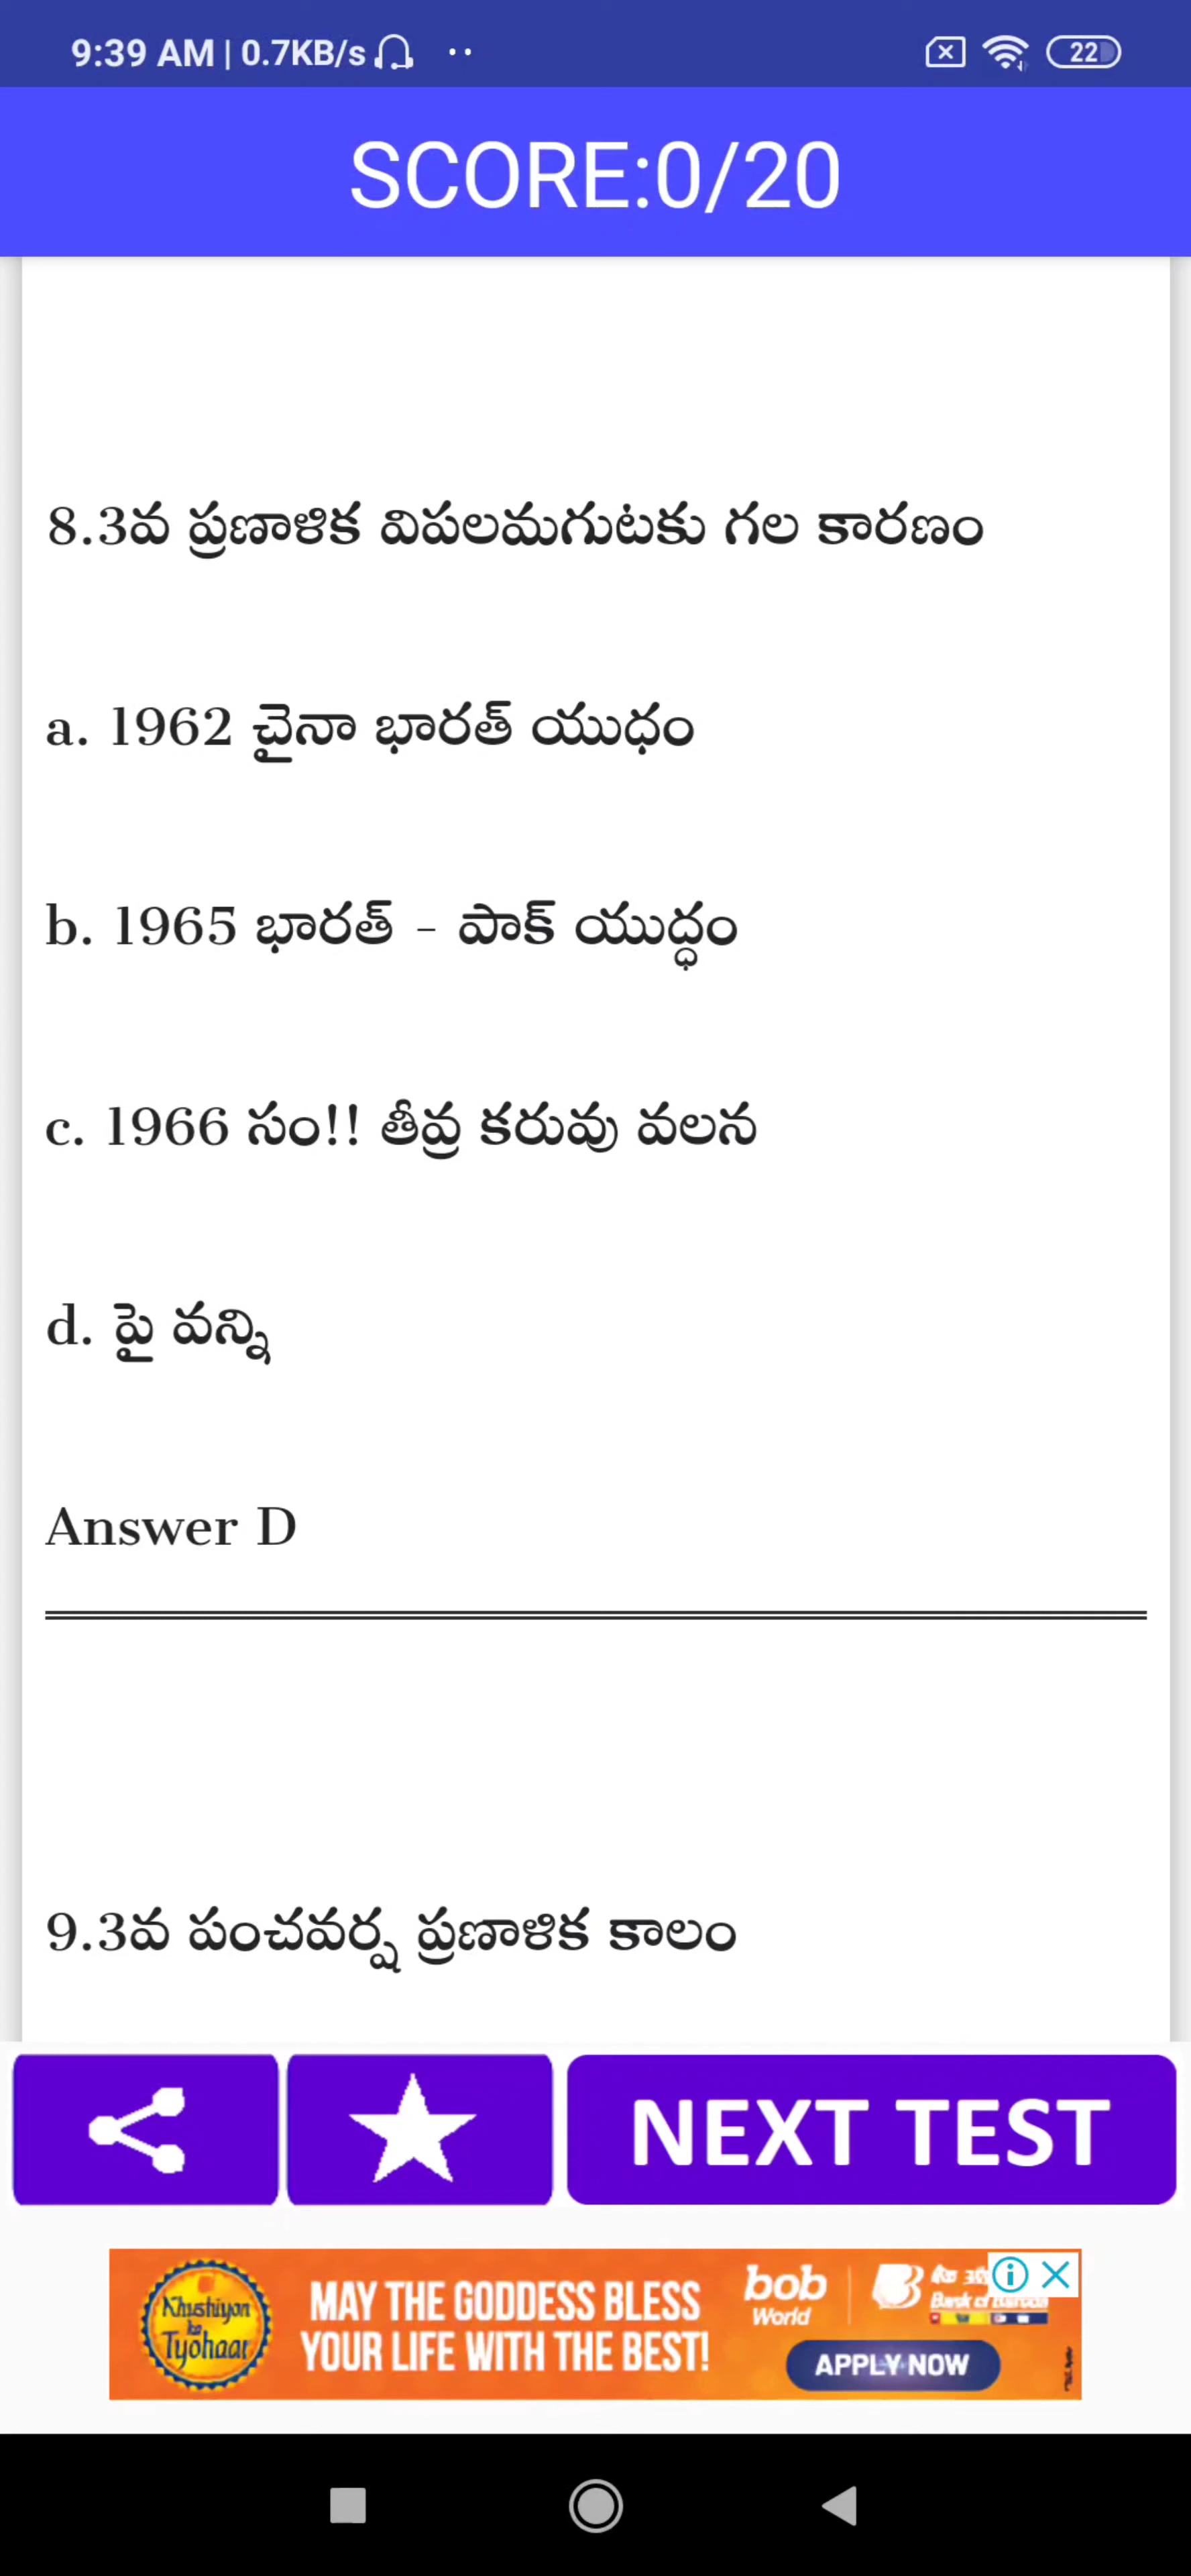 9:39 AM | 0.7KB/s
22
SCORE:0/20
8.3వ ప్రణాళిక విపలమగుటకు గల కారణం
a. 1962 చైనా భారత్ యుధం
b. 1965 భారత్ - పాక్ యుద్ధం
c. 1966 సం!! తీవ్ర కరువు వలన
d. పై వన్ని
Answer D
9.3వ పంచవర్ష ప్రణాళిక కాలం
NEXT TEST
Khushiyon
ka
Tyohaar
MAY THE GODDESS BLESS
YOUR LIFE WITH THE BEST!
bob
World
APPLY NOW